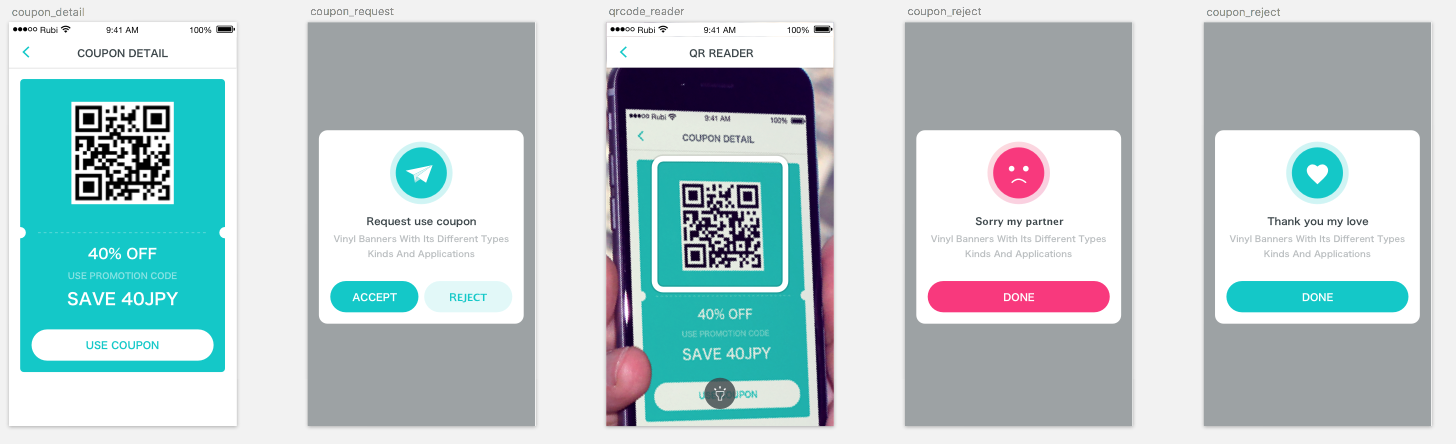 coupon_detail
●●●○○ Rubi 9:41 AM 100%
COUPON DETAIL
40% OFF
USE PROMOTION CODE
SAVE 40JPY
USE COUPON
coupon_request
Request use coupon
Vinyl Banners With Its Different Types
Kinds And Applications
ACCEPT REJECT
qrcode_reader
●●●○○ Rubi 9:41 AM 100%
QR READER
●●●○○ Rubi 9:41 AM 100%
COUPON DETAIL
40% OFF
USE PROMOTION CODE
SAVE 40JPY
USE COUPON
coupon_reject
Sorry my partner
Vinyl Banners With Its Different Types
Kinds And Applications
DONE
coupon_reject
Thank you my love
Vinyl Banners With Its Different Types
Kinds And Applications
DONE